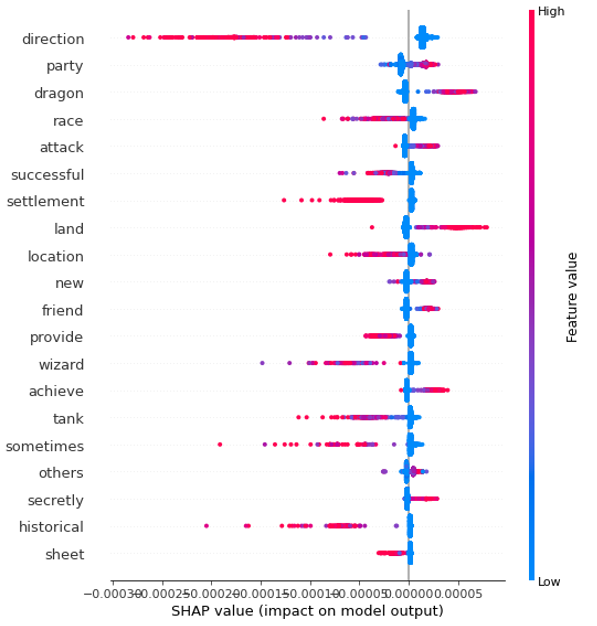 High
direction
party
dragon
race
attack
successful
settlement
land
location
new
friend
provide
wizard
achieve
tank
sometimes
others
secretly
historical
sheet
Feature value
Low
−0.00030 −0.00025 −0.00020 −0.00015 −0.00010 −0.00005 0.00000 0.00005
SHAP value (impact on model output)